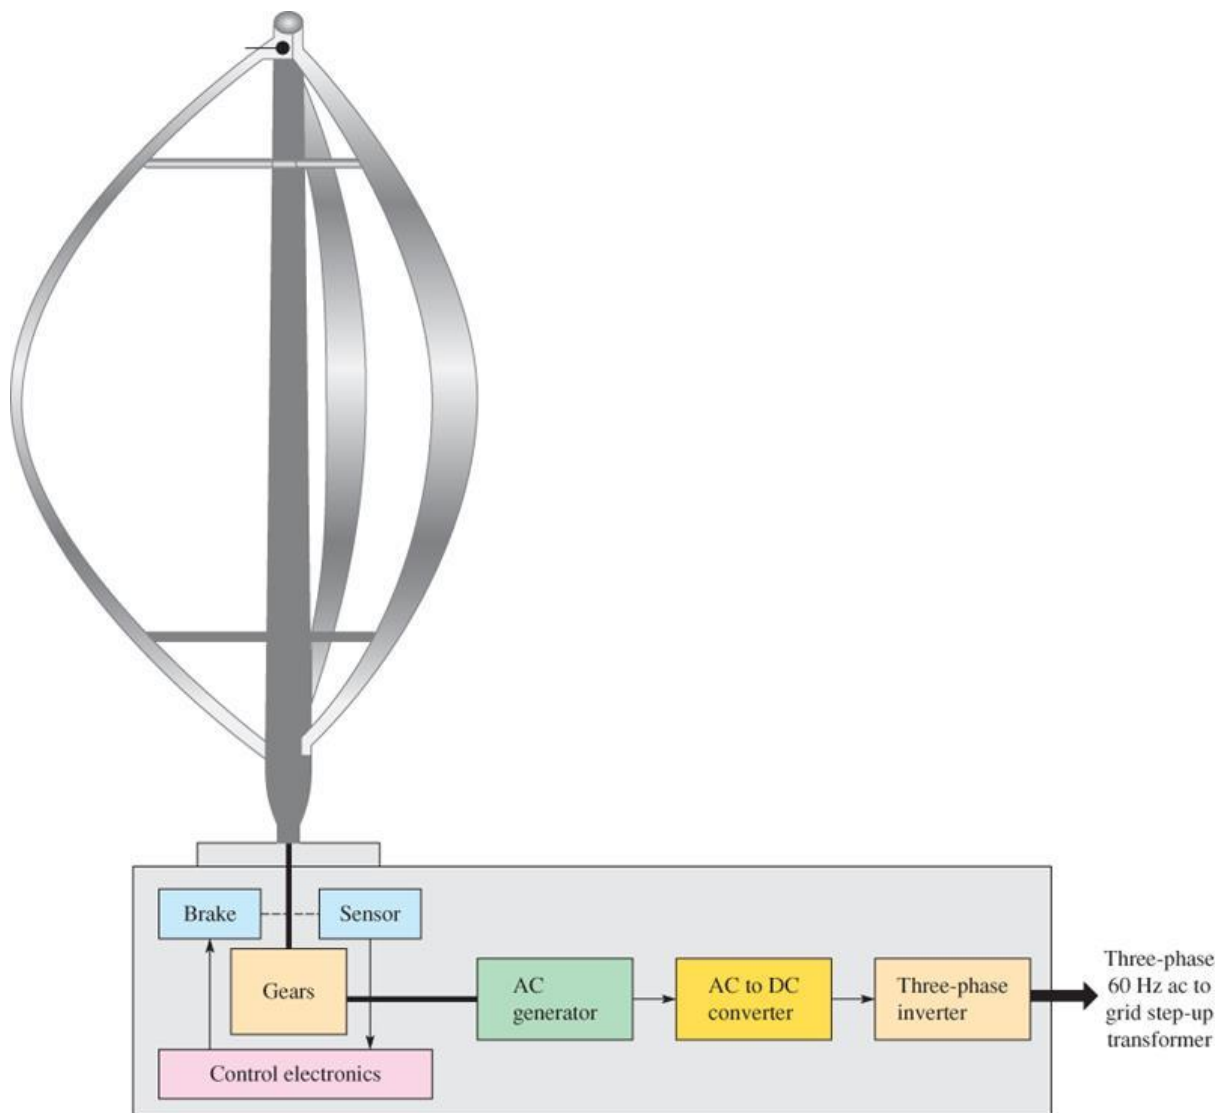 Brake
Sensor
Gears
AC
generator
AC to DC
converter
Three-phase
inverter
Control electronics
Three-phase
60 Hz ac to
grid step-up
transformer